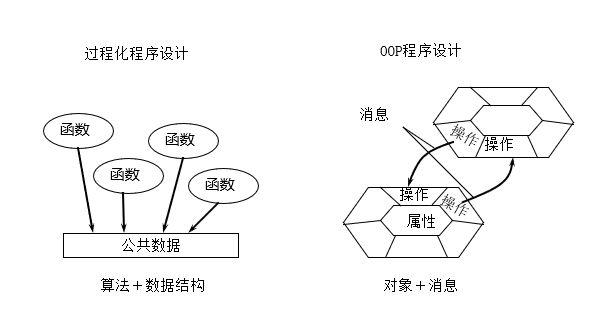 过程化程序设计
函数
函数
函数
函数
公共数据
算法＋数据结构
OOP程序设计
消息
操作
操作
操作
操作
属性
对象＋消息